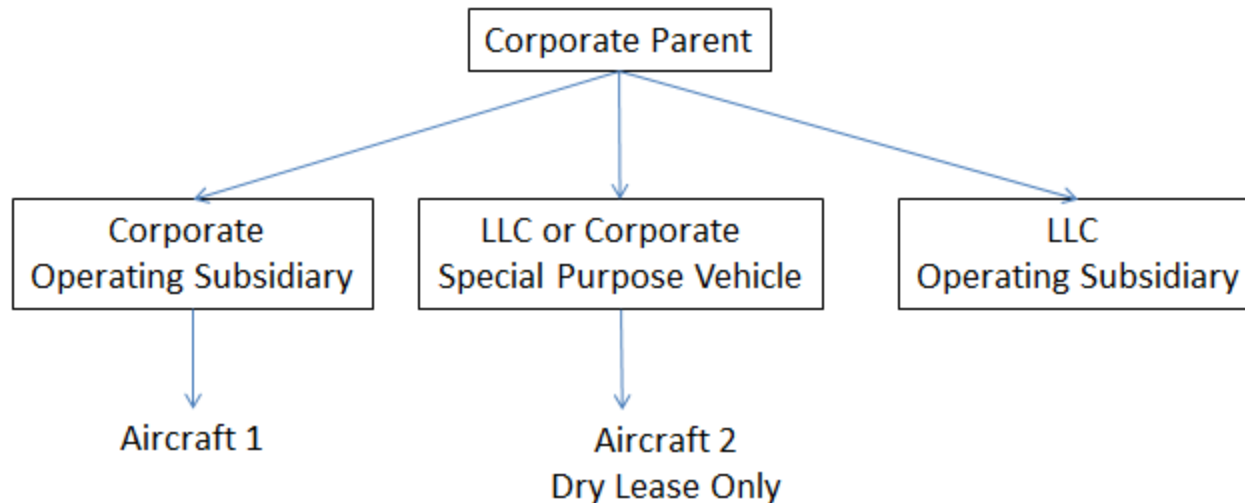 Corporate Parent
Corporate
Operating Subsidiary
LLC or Corporate
Special Purpose Vehicle
LLC
Operating Subsidiary
Aircraft 1
Aircraft 2
Dry Lease Only